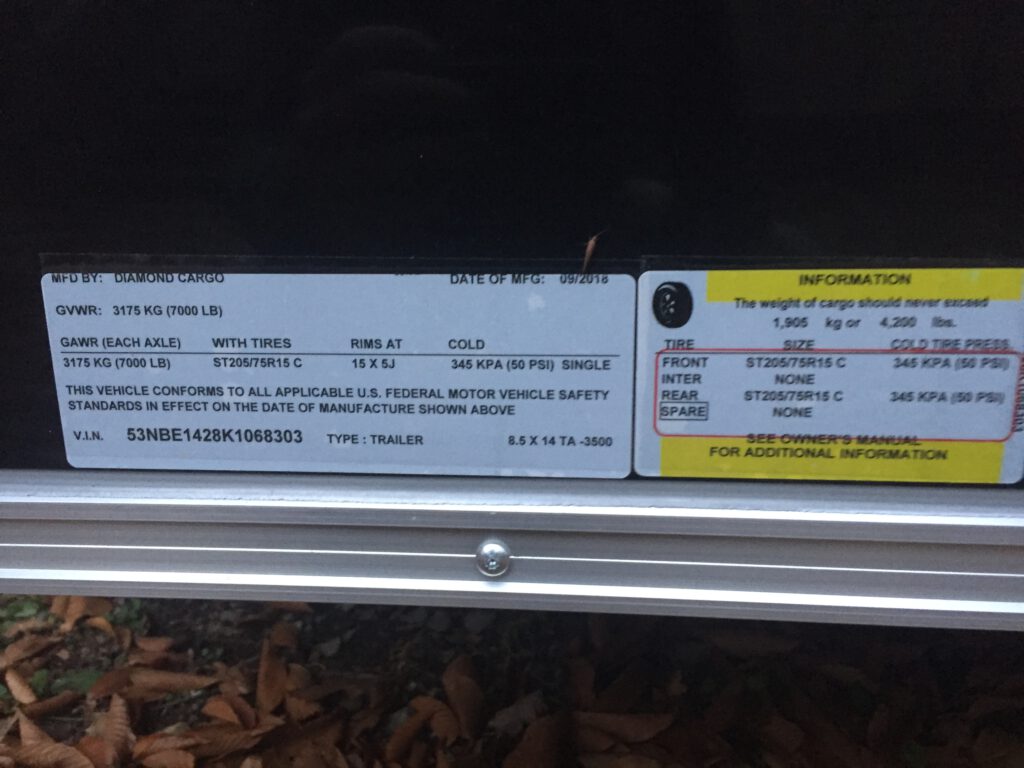 MFD BY: DIAMOND CARGO DATE OF MFG: 09/2018
GVWR: 3175 KG (7000 LB)
GAWR (EACH AXLE) WITH TIRES RIMS AT COLD
3175 KG (7000 LB) ST205/75R15 C 15 X 5J 345 KPA (50 PSI) SINGLE
THIS VEHICLE CONFORMS TO ALL APPLICABLE U.S. FEDERAL MOTOR VEHICLE SAFETY
STANDARDS IN EFFECT ON THE DATE OF MANUFACTURE SHOWN ABOVE
V.I.N. 53NBE1428K1068303 TYPE : TRAILER 8.5 X 14 TA -3500
INFORMATION
The weight of cargo should never exceed
1,905 kg or 4,200 lbs.
TIRE SIZE COLD TIRE PRESS
FRONT ST205/75R15 C 345 KPA (50 PSI)
INTER NONE
REAR ST205/75R15 C 345 KPA (50 PSI)
SPARE NONE
SEE OWNER'S MANUAL
FOR ADDITIONAL INFORMATION